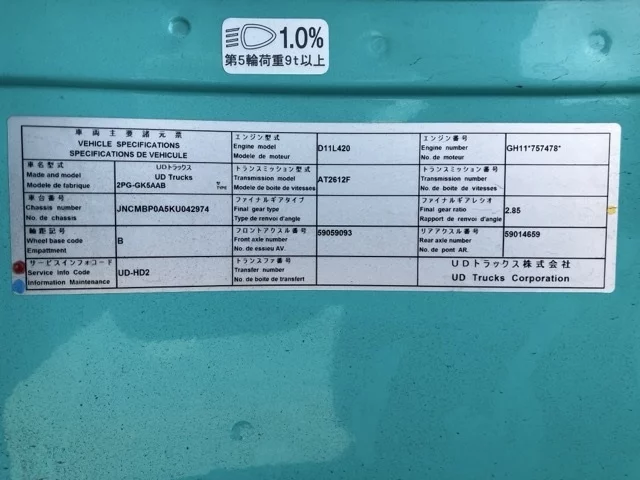 1.0%
第5輪荷重9t以上
車両主要諸元票
VEHICLE SPECIFICATIONS
SPECIFICATIONS DE VEHICULE
エンジン型式
Engine model
Modele de moteur
D11L420
エンジン番号
Engine number
No. de moteur
GH11*757478*
車名型式
Made and model
Modele de fabrique
UDトラックス
UD Trucks
2PG-GK5AAB
型 TYPE
トランスミッション型式
Transmission model
Modele de boite de vitesses
AT2612F
トランスミッション番号
Transmission number
No. de boite de vitesses
車台番号
Chassis number
No. de chassis
JNCMBP0A5KU042974
ファイナルギアタイプ
Final gear type
Type de renvoi d'angle
ファイナルギアレシオ
Final gear ratio
Rapport de renvoi d'angle
2.85
軸距記号
Wheel base code
Empattement
B
フロントアクスル番号
Front axle number
No. de essieu AV.
59059093
リアアクスル番号
Rear axle number
No. de pont AR.
59014659
サービスインフォコード
Service Info Code
Information Maintenance
UD-HD2
トランスファ番号
Transfer number
No de boite de transfert
UDトラックス株式会社
UD Trucks Corporation